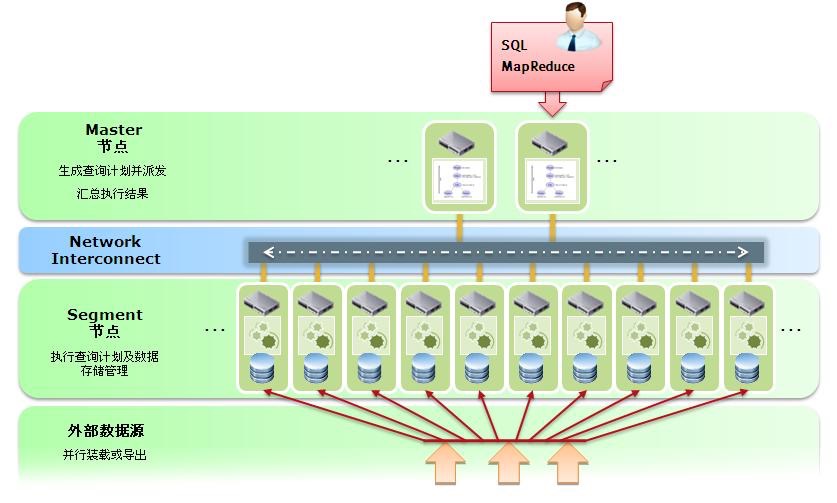 SQL
MapReduce
Master
节点
生成查询计划并派发
汇总执行结果
...
...
Network
Interconnect
Segment
节点
执行查询计划及数据
存储管理
...
...
外部数据源
并行装载或导出